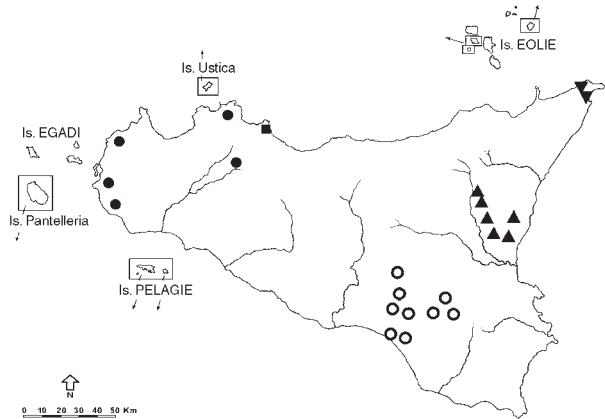 Is. EOLIE
Is. Ustica
Is. EGADI
Is. Pantelleria
Is. PELAGIE
N
0 10 20 30 40 50 Km